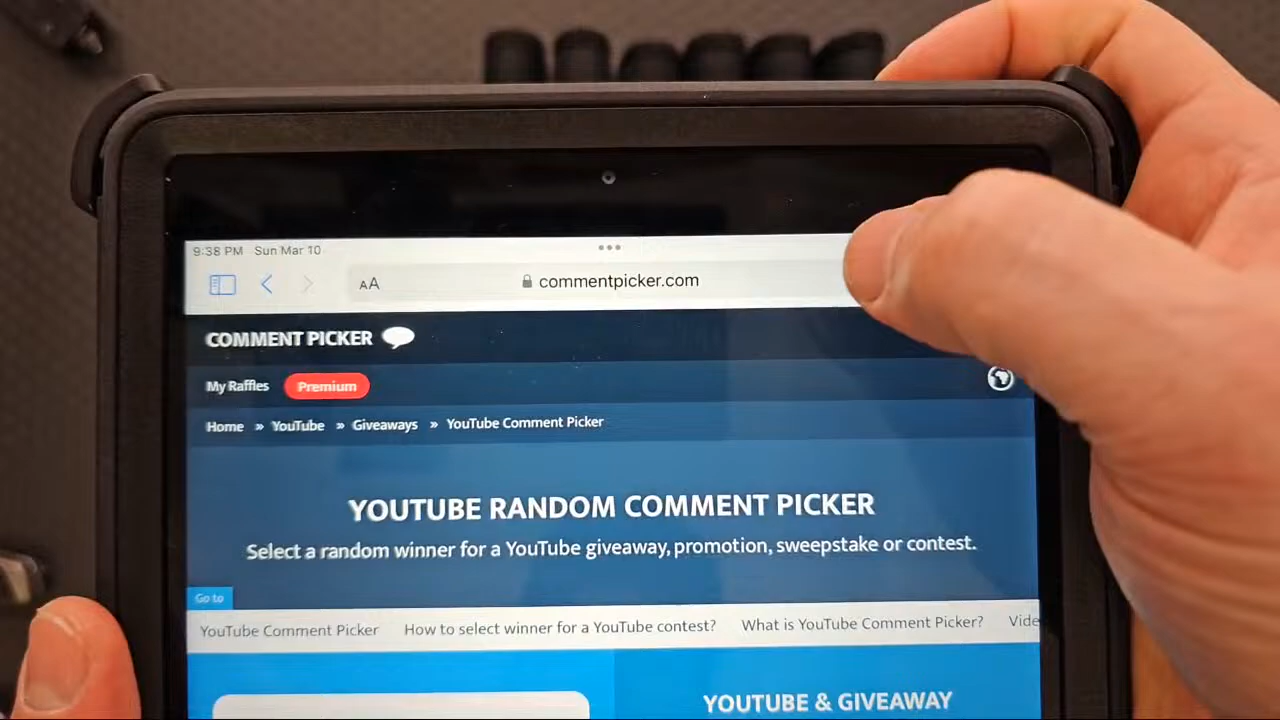 9:38 PM Sun Mar 10
AA commentpicker.com
COMMENT PICKER
My Raffles Premium
Home » YouTube » Giveaways » YouTube Comment Picker
YOUTUBE RANDOM COMMENT PICKER
Select a random winner for a YouTube giveaway, promotion, sweepstake or contest.
Go to
YouTube Comment Picker How to select winner for a YouTube contest? What is YouTube Comment Picker? Vide
YOUTUBE & GIVEAWAY